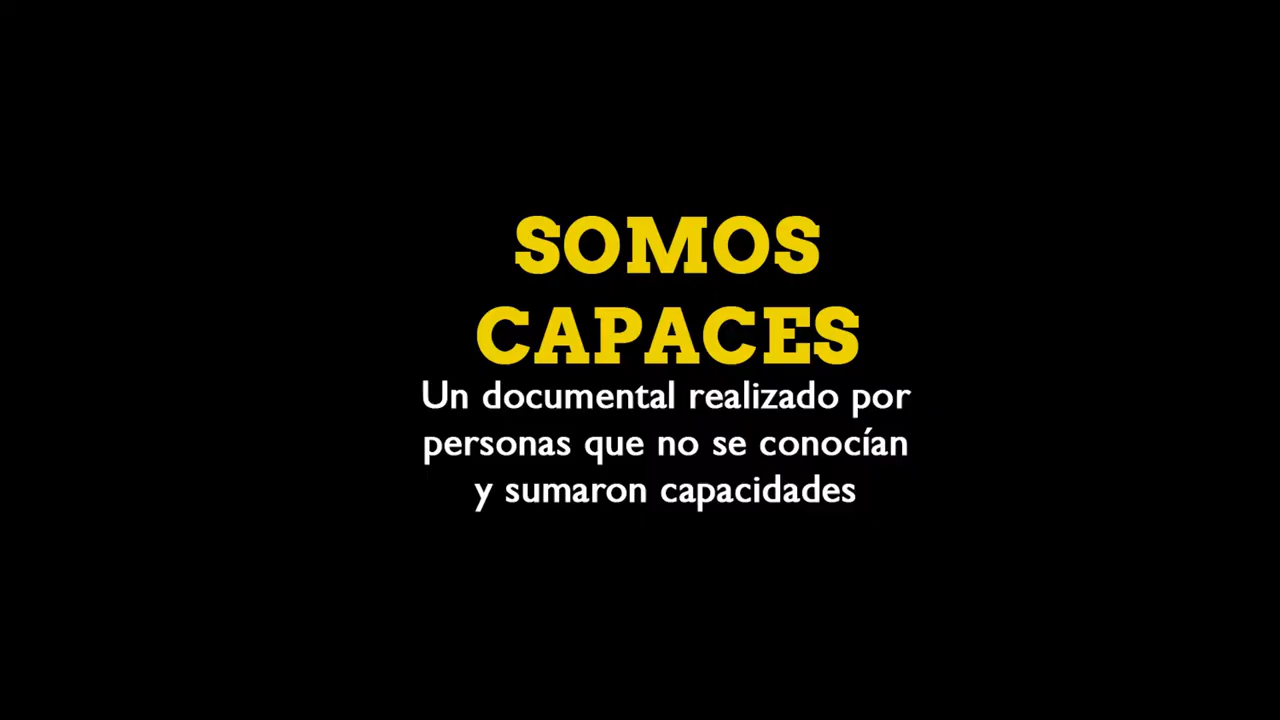 SOMOS
CAPACES
Un documental realizado por
personas que no se conocían
y sumaron capacidades